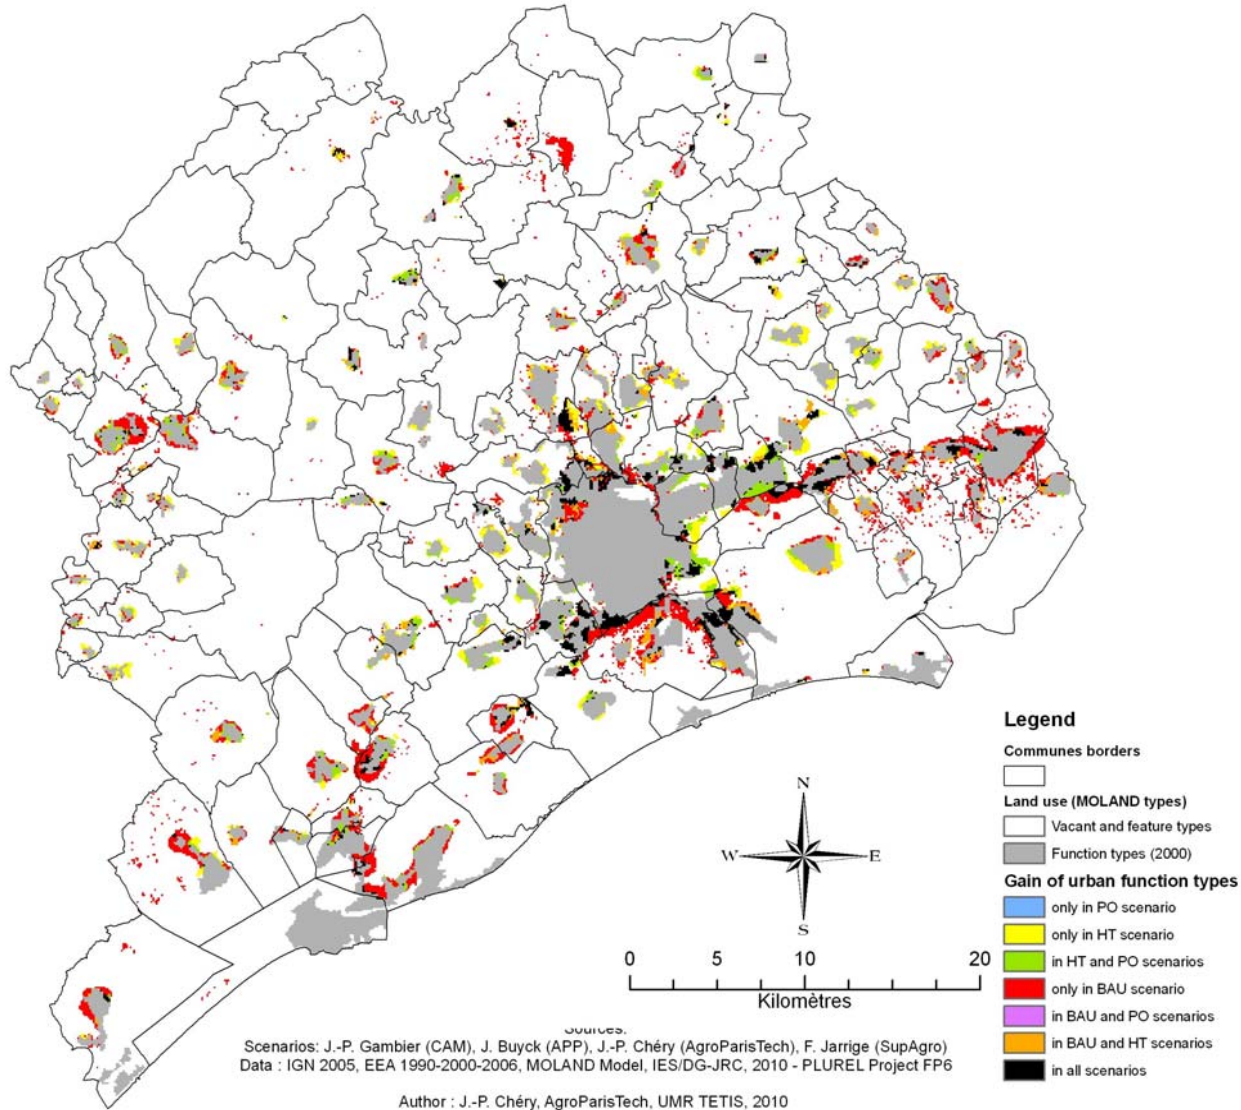 Legend
Communes borders
Land use (MOLAND types)
Vacant and feature types
Function types (2000)
Gain of urban function types
only in PO scenario
only in HT scenario
in HT and PO scenarios
only in BAU scenario
in BAU and PO scenarios
in BAU and HT scenarios
in all scenarios
N
W E
S
0 5 10 20
Kilomètres
Sources:
Scenarios: J.-P. Gambier (CAM), J. Buyck (APP), J.-P. Chéry (AgroParisTech), F. Jarrige (SupAgro)
Data : IGN 2005, EEA 1990-2000-2006, MOLAND Model, IES/DG-JRC, 2010 - PLUREL Project FP6
Author : J.-P. Chéry, AgroParisTech, UMR TETIS, 2010